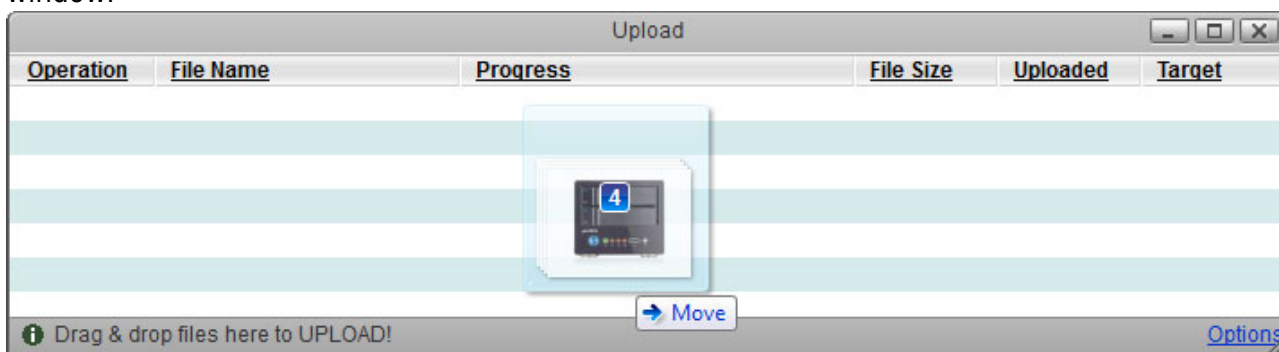 window.
Upload
Operation File Name Progress File Size Uploaded Target
4
Move
Drag & drop files here to UPLOAD! Options